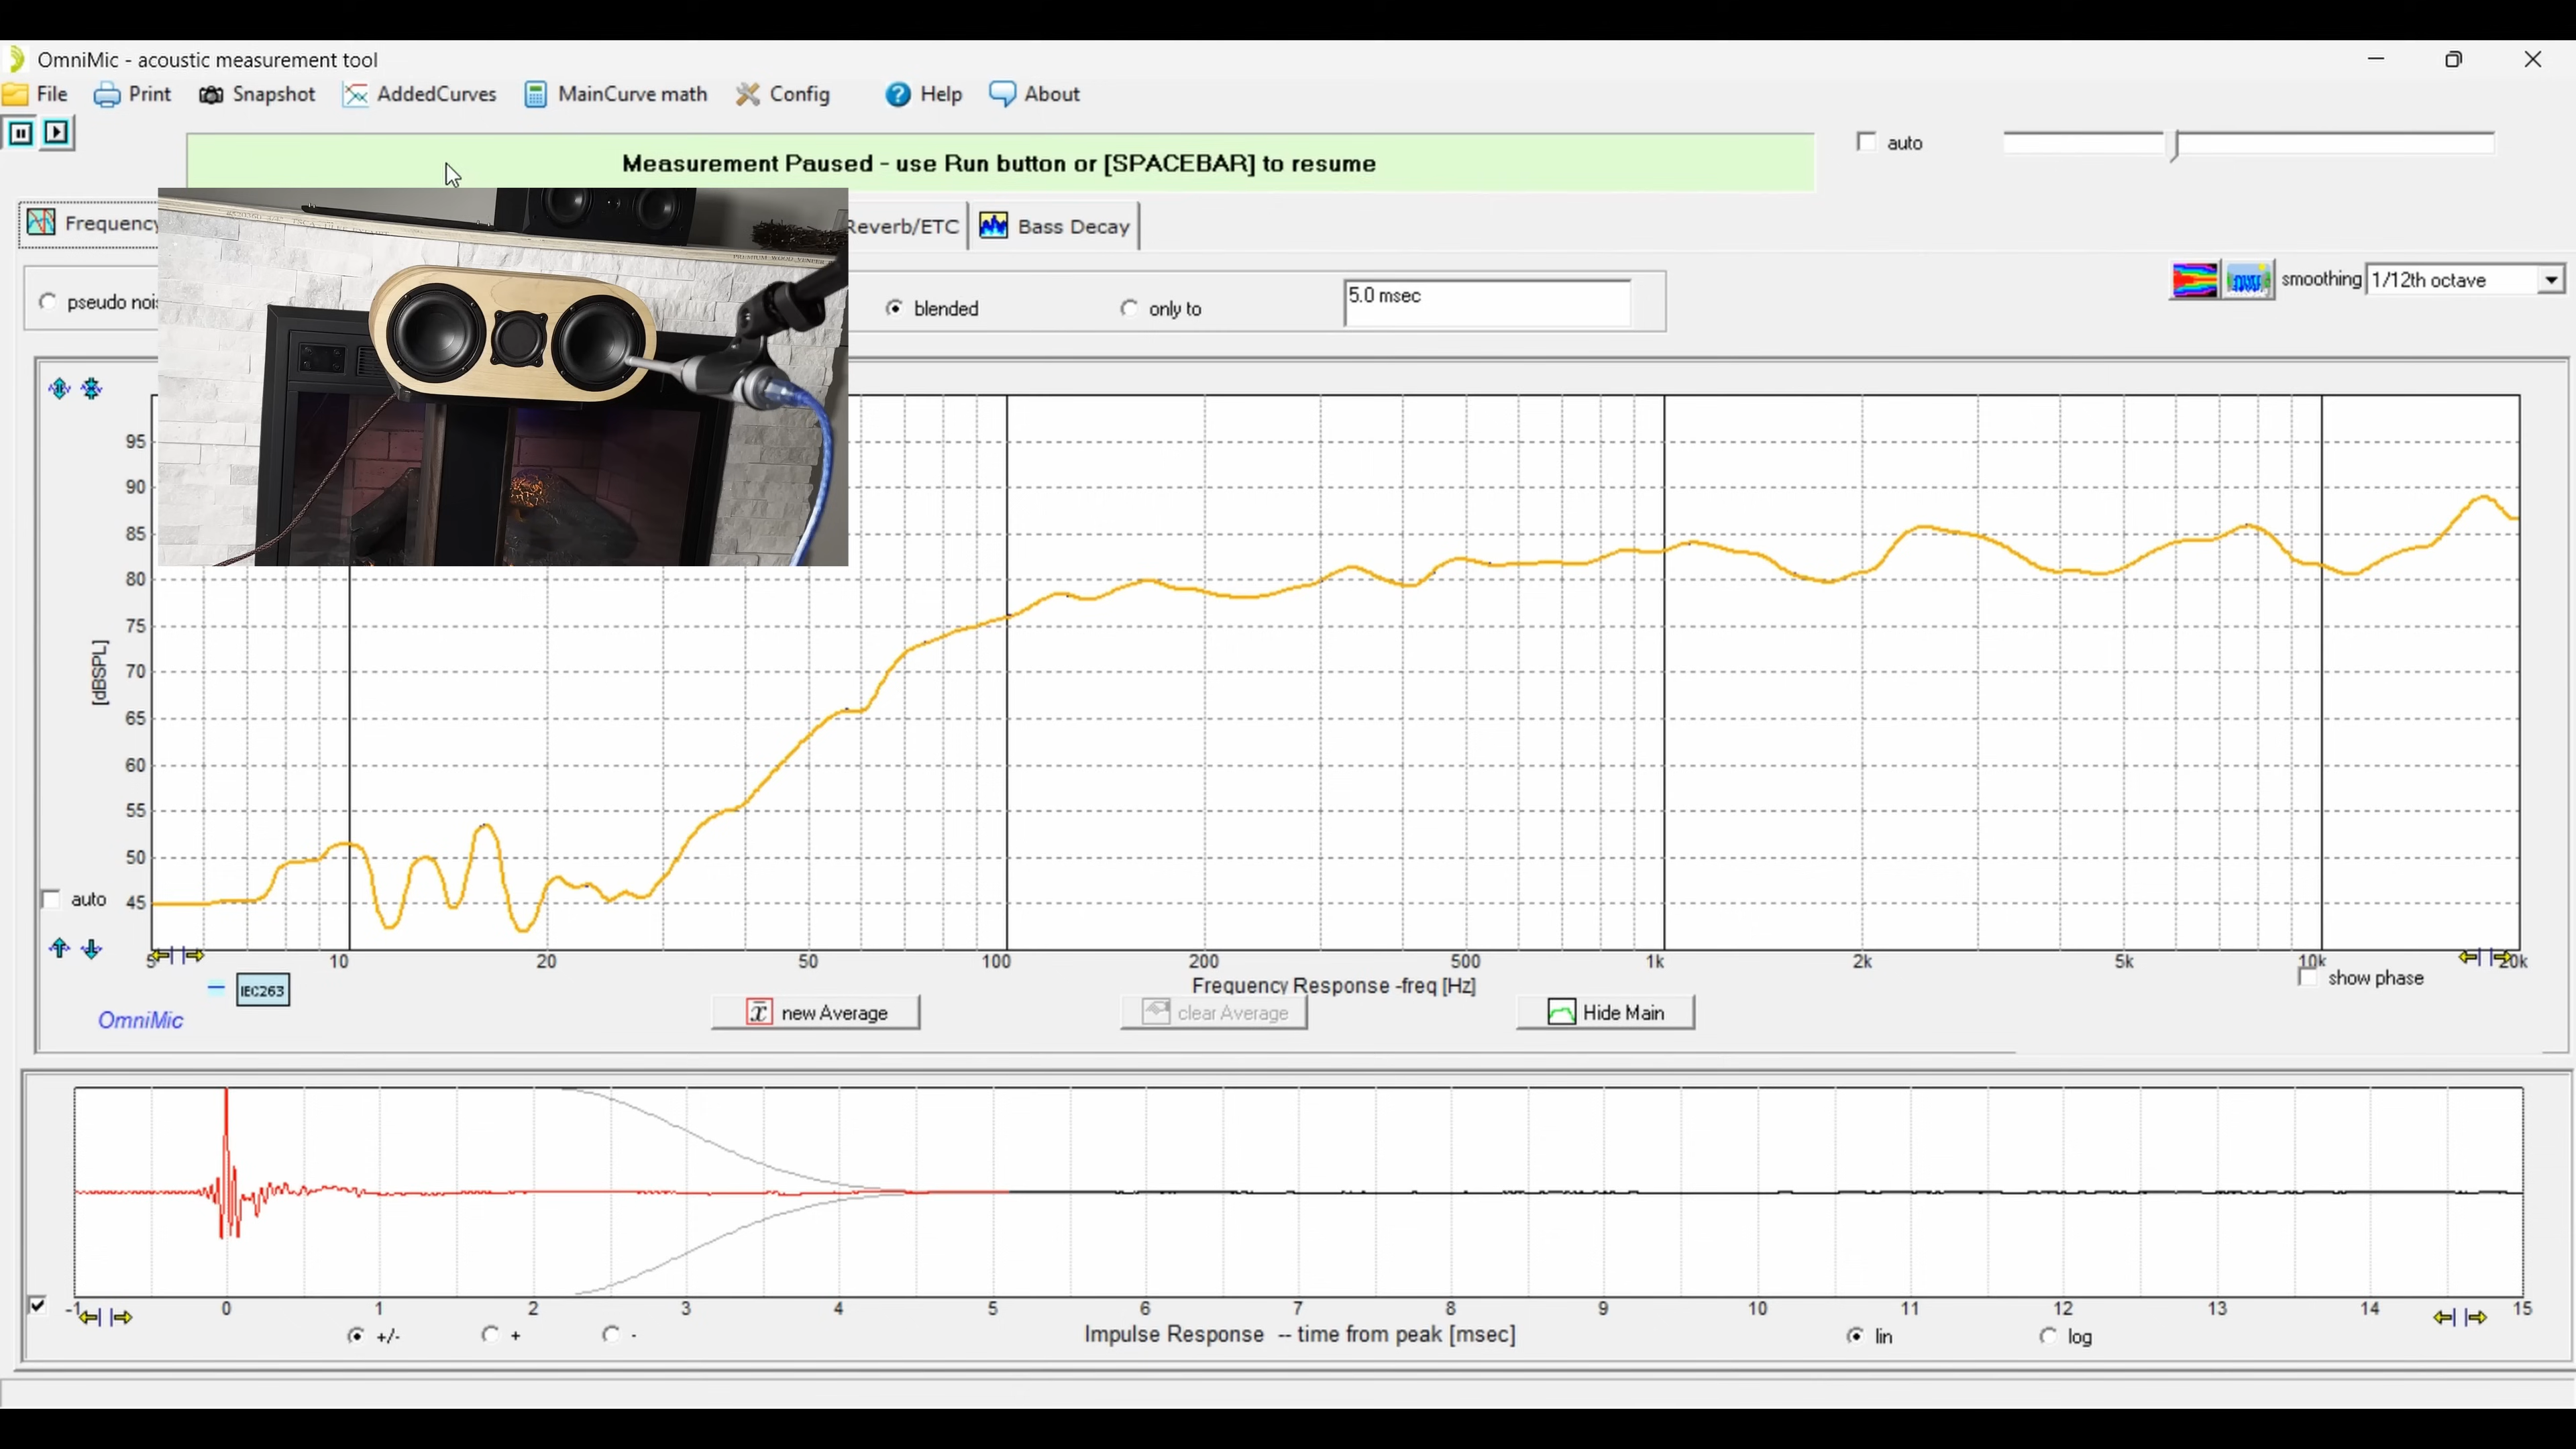 OmniMic - acoustic measurement tool
File Print Snapshot AddedCurves MainCurve math Config Help About
Measurement Paused - use Run button or [SPACEBAR] to resume
auto
Frequency Reverb/ETC Bass Decay
smoothing 1/12th octave
pseudo nois blended only to 5.0 msec
95
90
85
80
75
70
65
60
55
50
auto 45
[dBSPL]
5 10 20 50 100 200 500 1k 2k 5k 10k 20k
Frequency Response -freq [Hz]
show phase
IEC263
OmniMic
new Average clear Average Hide Main
-1 0 1 2 3 4 5 6 7 8 9 10 11 12 13 14 15
+/- + - Impulse Response -- time from peak [msec] lin log